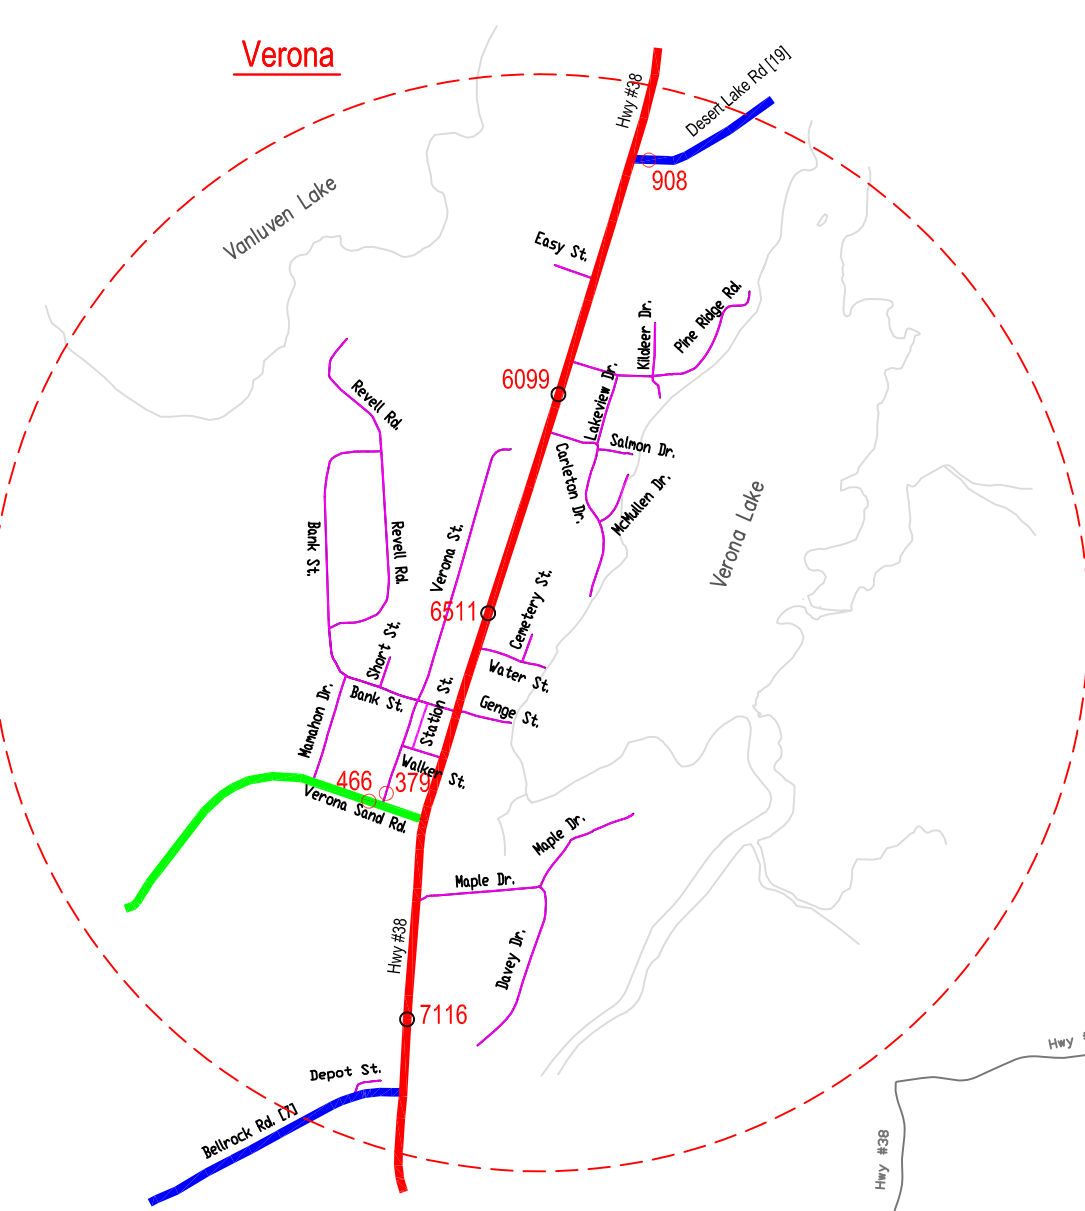 Verona
Hwy #38
Desert Lake Rd [19]
908
Vanluven Lake
Easy St.
Kildeer Dr.
Pine Ridge Rd.
6099
Lakeview Dr.
Revell Rd.
Salmon Dr.
Carleton Dr.
McMullen Dr.
Verona Lake
Bank St.
Revell Rd.
Verona St.
6511
Cemetery St.
Short St.
Water St.
Mamahon Dr.
Bank St.
Station St.
Genge St.
Walker St.
466
379
Verona Sand Rd.
Maple Dr.
Maple Dr.
Hwy #38
Davey Dr.
7116
Depot St.
Bellrock Rd. [7]
Hwy
Hwy #38